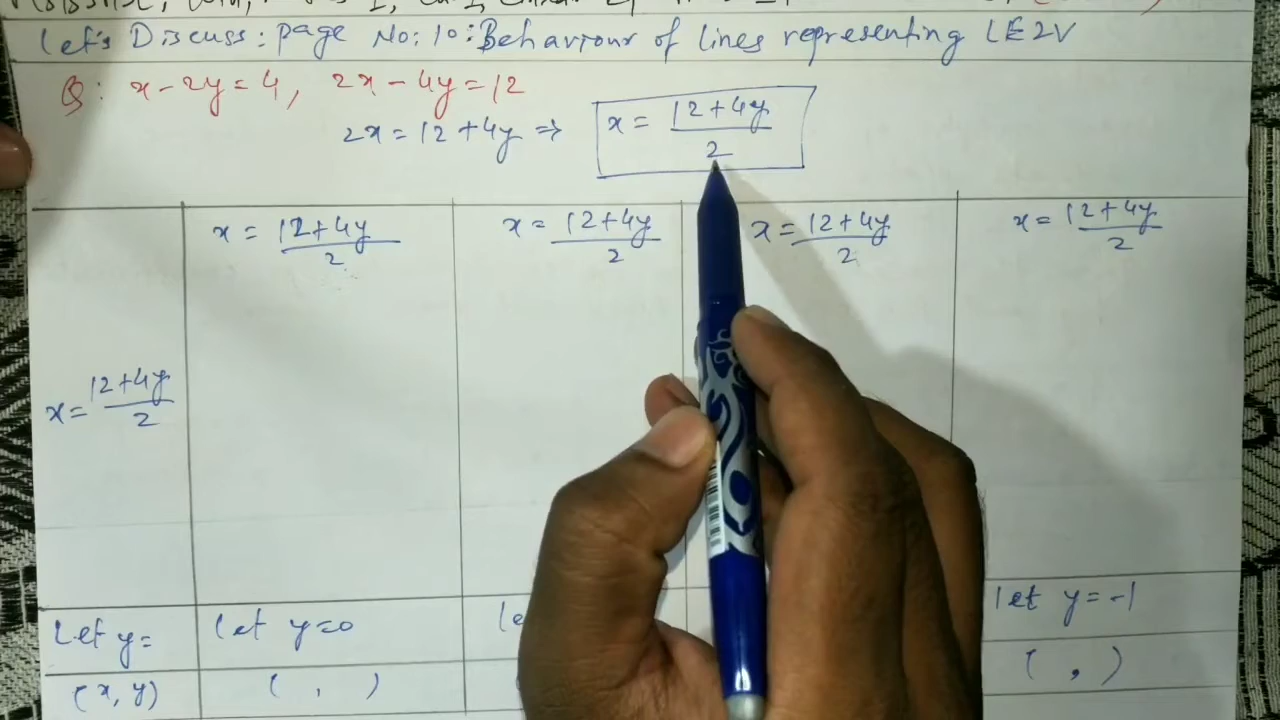 Let's Discuss: page No: 10: Behaviour of lines representing LE2V
Q: x - 2y = 4, 2x - 4y = 12
2x = 12 + 4y => x = (12+4y)/2
x = (12+4y)/2 x = (12+4y)/2 x = (12+4y)/2 x = (12+4y)/2
x = (12+4y)/2
Let y= let y=0 let y = -1
(x, y) ( , ) ( , )